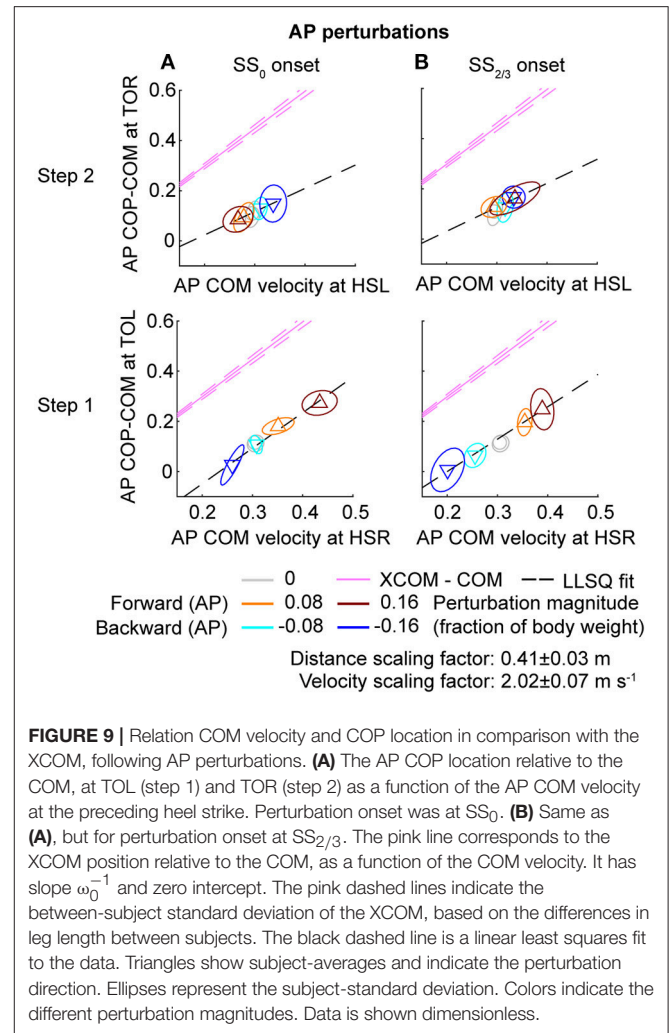 AP perturbations
A B
SS0 onset SS2/3 onset
Step 2
AP COP-COM at TOR
0.6
0.4
0.2
0
AP COM velocity at HSL AP COM velocity at HSL
Step 1
AP COP-COM at TOL
0.6
0.4
0.2
0
0.2 0.3 0.4 0.5 0.2 0.3 0.4 0.5
AP COM velocity at HSR AP COM velocity at HSR
0 XCOM - COM LLSQ fit
Forward (AP) 0.08 0.16 Perturbation magnitude
Backward (AP) -0.08 -0.16 (fraction of body weight)
Distance scaling factor: 0.41±0.03 m
Velocity scaling factor: 2.02±0.07 m s-1
FIGURE 9 | Relation COM velocity and COP location in comparison with the
XCOM, following AP perturbations. (A) The AP COP location relative to the
COM, at TOL (step 1) and TOR (step 2) as a function of the AP COM velocity
at the preceding heel strike. Perturbation onset was at SS0. (B) Same as
(A), but for perturbation onset at SS2/3. The pink line corresponds to the
XCOM position relative to the COM, as a function of the COM velocity. It has
slope ω0−1 and zero intercept. The pink dashed lines indicate the
between-subject standard deviation of the XCOM, based on the differences in
leg length between subjects. The black dashed line is a linear least squares fit
to the data. Triangles show subject-averages and indicate the perturbation
direction. Ellipses represent the subject-standard deviation. Colors indicate the
different perturbation magnitudes. Data is shown dimensionless.